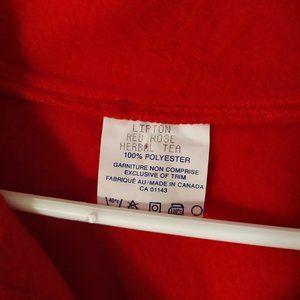 LIPTON
RED ROSE
HERBAL TEA
100% POLYESTER
GARNITURE NON COMPRISE
EXCLUSIVE OF TRIM
FABRIQUÉ AU/MADE IN CANADA
CA 01143